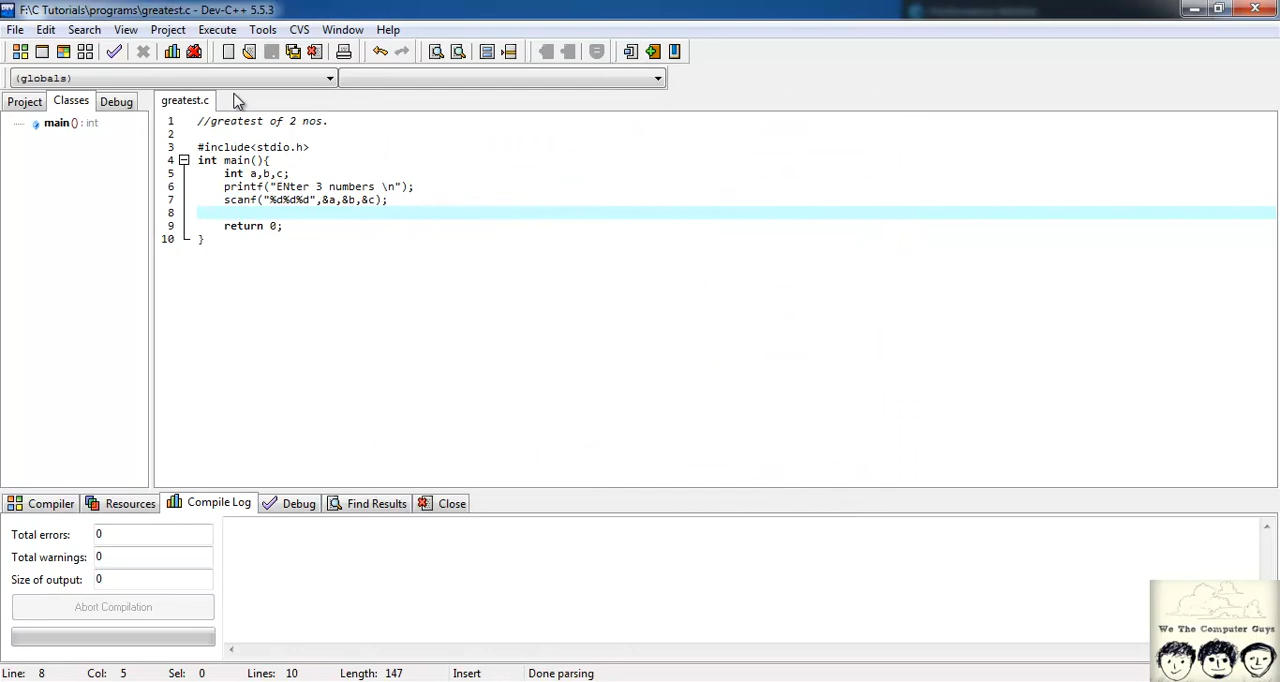 F:\C Tutorials\programs\greatest.c - Dev-C++ 5.5.3
File Edit Search View Project Execute Tools CVS Window Help
(globals)
Project Classes Debug
greatest.c
main () : int
1 //greatest of 2 nos.
2
3 #include<stdio.h>
4 int main(){
5 int a,b,c;
6 printf("ENter 3 numbers \n");
7 scanf("%d%d%d",&a,&b,&c);
8
9 return 0;
10 }
Compiler Resources Compile Log Debug Find Results Close
Total errors: 0
Total warnings: 0
Size of output: 0
Abort Compilation
We The Computer Guys
Line: 8 Col: 5 Sel: 0 Lines: 10 Length: 147 Insert Done parsing